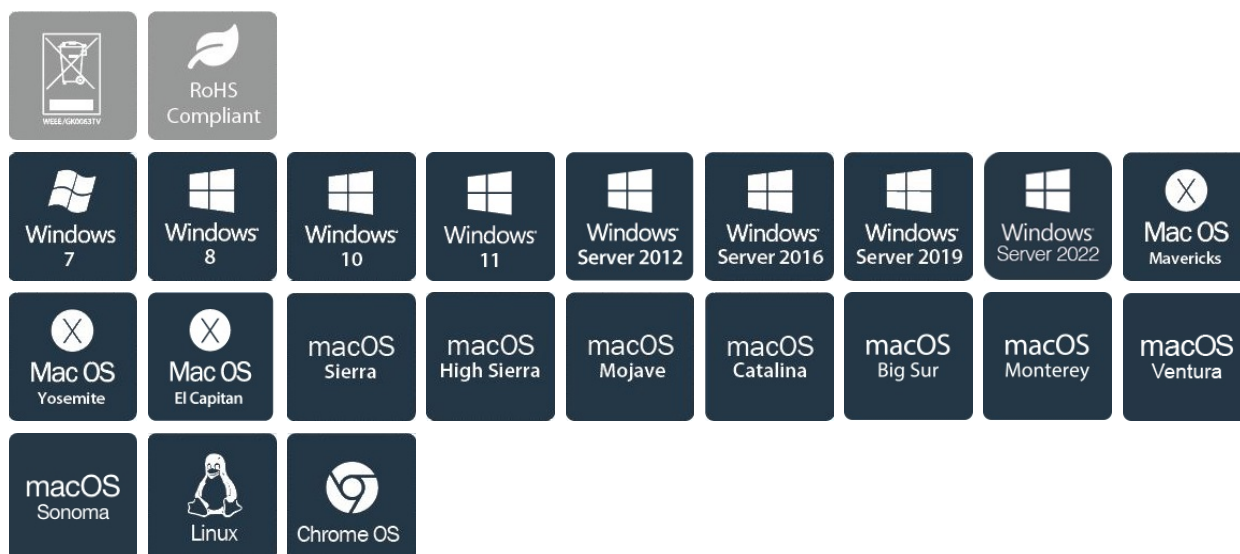 WEEE/GK0063TV
RoHS
Compliant
Windows
7
Windows
8
Windows
10
Windows
11
Windows
Server 2012
Windows
Server 2016
Windows
Server 2019
Windows
Server 2022
X
Mac OS
Mavericks
X
Mac OS
Yosemite
X
Mac OS
El Capitan
macOS
Sierra
macOS
High Sierra
macOS
Mojave
macOS
Catalina
macOS
Big Sur
macOS
Monterey
macOS
Ventura
macOS
Sonoma
Linux
Chrome OS